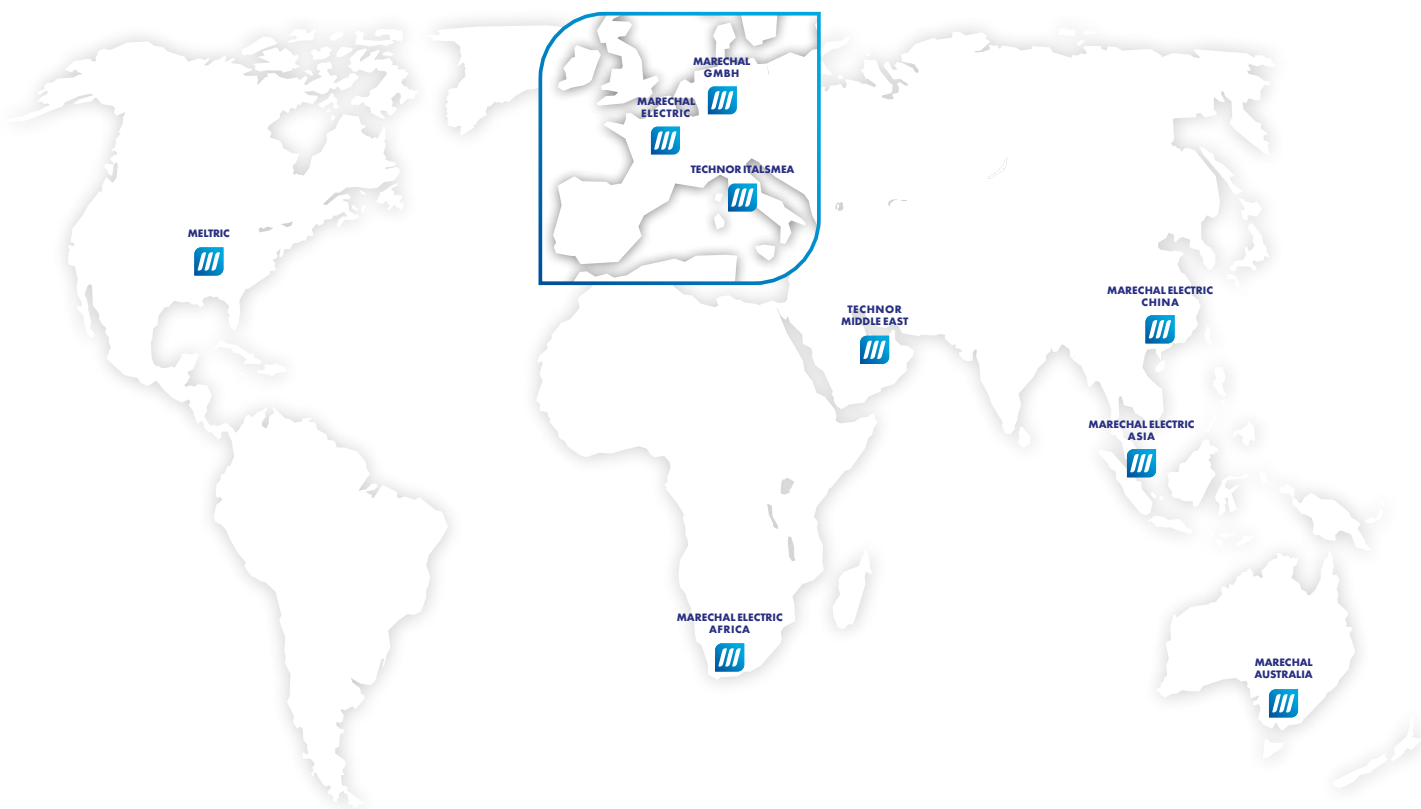 MARECHAL
GMBH
MARECHAL
ELECTRIC
TECHNOR ITALSMEA
MELTRIC
MARECHAL ELECTRIC
CHINA
TECHNOR
MIDDLE EAST
MARECHAL ELECTRIC
ASIA
MARECHAL ELECTRIC
AFRICA
MARECHAL
AUSTRALIA